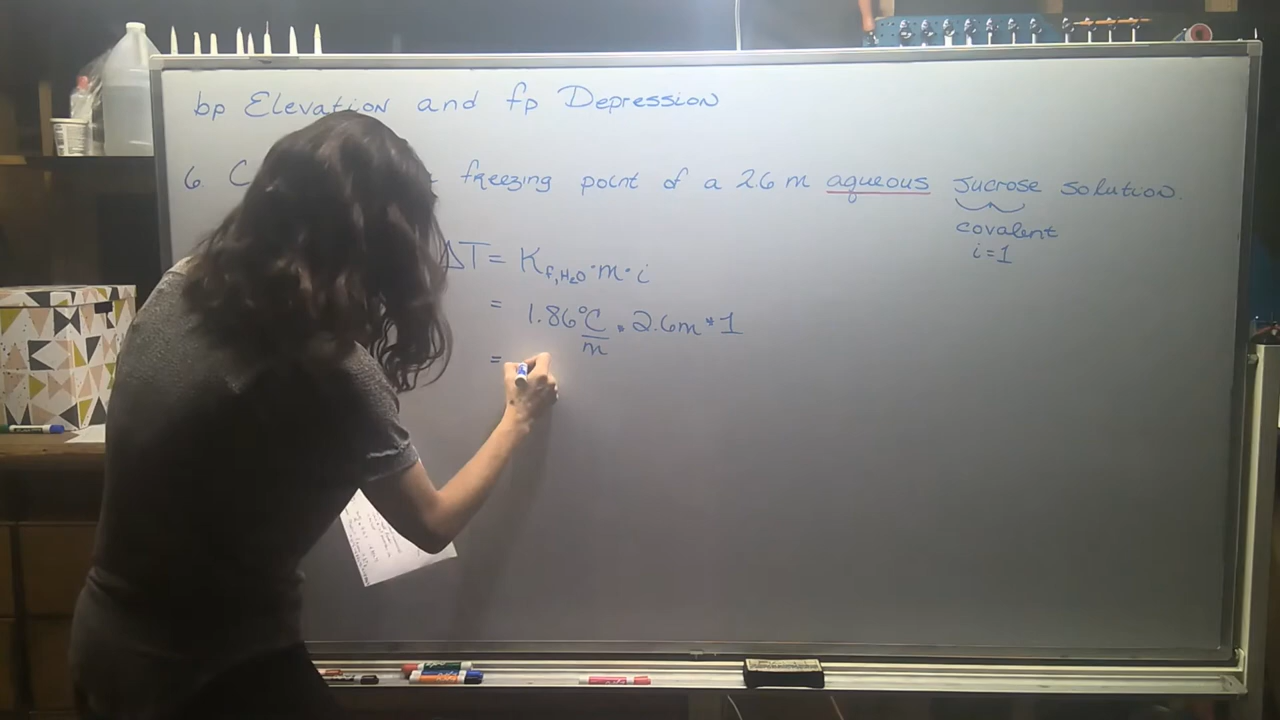 bp Elevation and fp Depression
6. C freezing point of a 2.6 m aqueous sucrose solution.
covalent
i=1
ΔT = Kf,H2O · m · i
= 1.86°C/m * 2.6m * 1
=